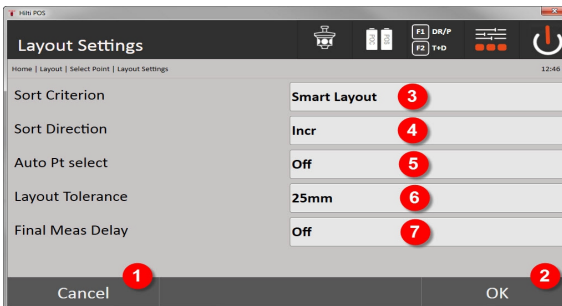 Hilti POS
Layout Settings
POC
POS
F1 DR/P
F2 T+D
Home | Layout | Select Point | Layout Settings
12:46
Sort Criterion
Smart Layout
3
Sort Direction
Incr
4
Auto Pt select
Off
5
Layout Tolerance
25mm
6
Final Meas Delay
Off
7
1
2
Cancel
OK